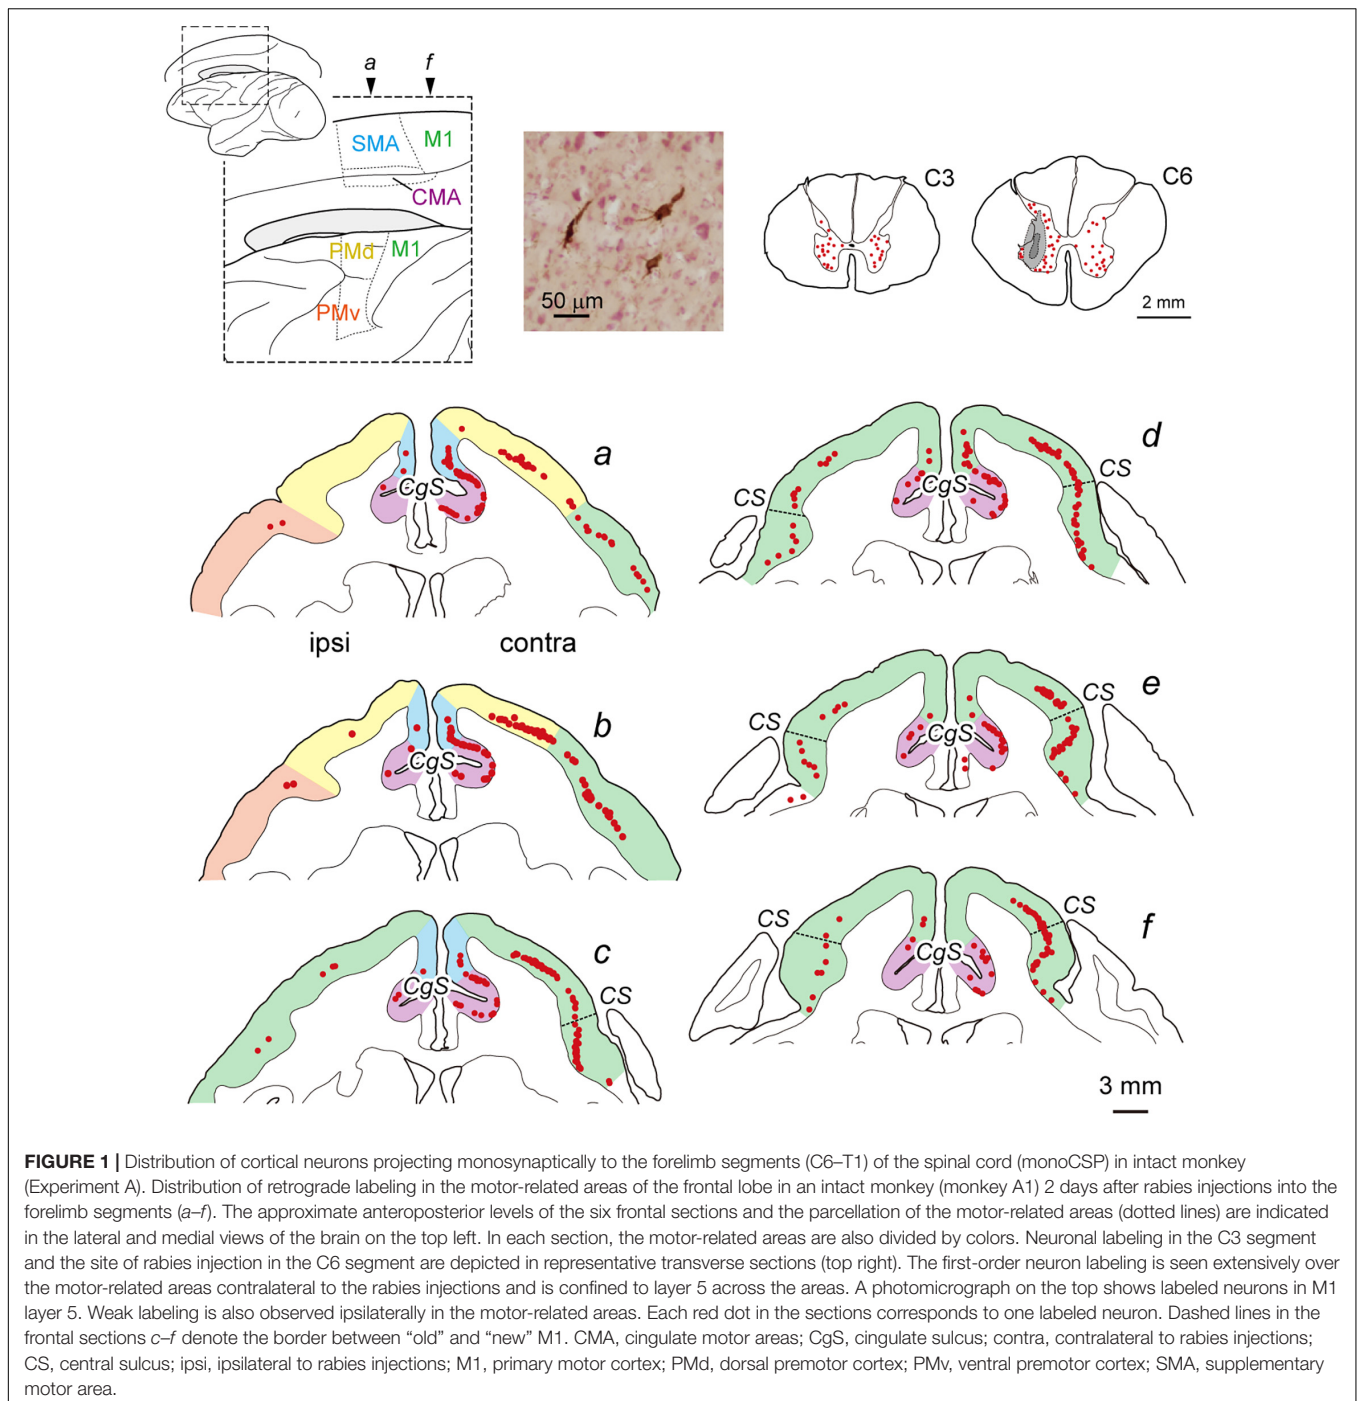 a
f
SMA
M1
CMA
PMd
M1
PMv
50 μm
C3
C6
2 mm
a
CgS
ipsi
contra
b
CgS
c
CgS
CS
d
CS
CS
CgS
e
CS
CS
CgS
f
CS
CS
CgS
3 mm
FIGURE 1 | Distribution of cortical neurons projecting monosynaptically to the forelimb segments (C6–T1) of the spinal cord (monoCSP) in intact monkey
(Experiment A). Distribution of retrograde labeling in the motor-related areas of the frontal lobe in an intact monkey (monkey A1) 2 days after rabies injections into the
forelimb segments (a–f). The approximate anteroposterior levels of the six frontal sections and the parcellation of the motor-related areas (dotted lines) are indicated
in the lateral and medial views of the brain on the top left. In each section, the motor-related areas are also divided by colors. Neuronal labeling in the C3 segment
and the site of rabies injection in the C6 segment are depicted in representative transverse sections (top right). The first-order neuron labeling is seen extensively over
the motor-related areas contralateral to the rabies injections and is confined to layer 5 across the areas. A photomicrograph on the top shows labeled neurons in M1
layer 5. Weak labeling is also observed ipsilaterally in the motor-related areas. Each red dot in the sections corresponds to one labeled neuron. Dashed lines in the
frontal sections c–f denote the border between “old” and “new” M1. CMA, cingulate motor areas; CgS, cingulate sulcus; contra, contralateral to rabies injections;
CS, central sulcus; ipsi, ipsilateral to rabies injections; M1, primary motor cortex; PMd, dorsal premotor cortex; PMv, ventral premotor cortex; SMA, supplementary
motor area.